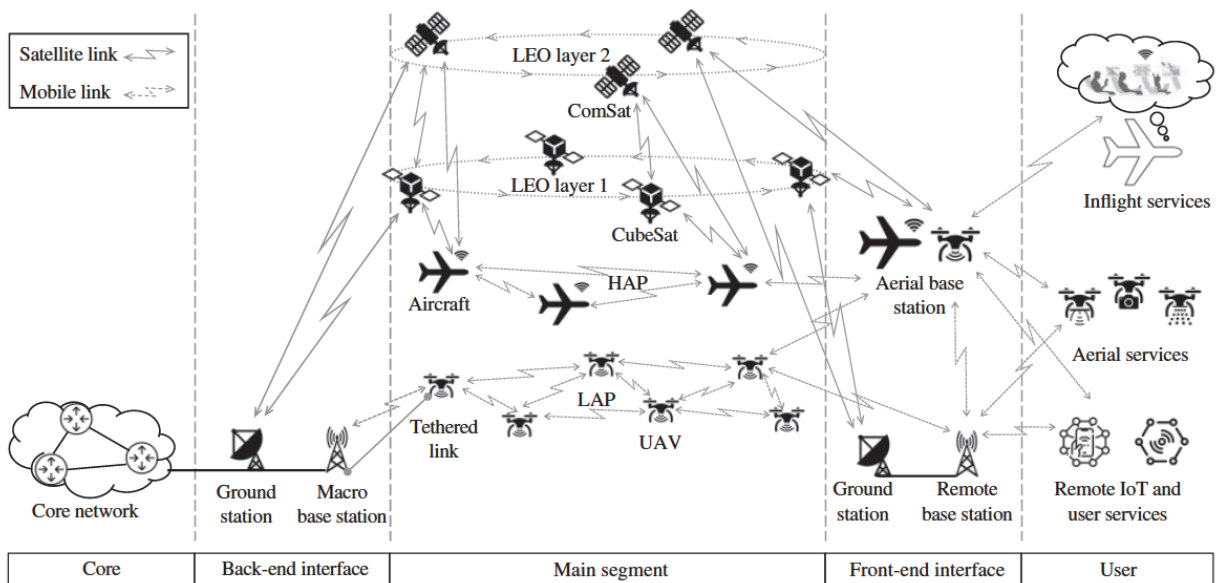 Satellite link
Mobile link
LEO layer 2
ComSat
LEO layer 1
CubeSat
Aircraft
HAP
Tethered
link
LAP
UAV
Aerial base
station
Inflight services
Aerial services
Core network
Ground
station
Macro
base station
Ground
station
Remote
base station
Remote IoT and
user services
Core
Back-end interface
Main segment
Front-end interface
User